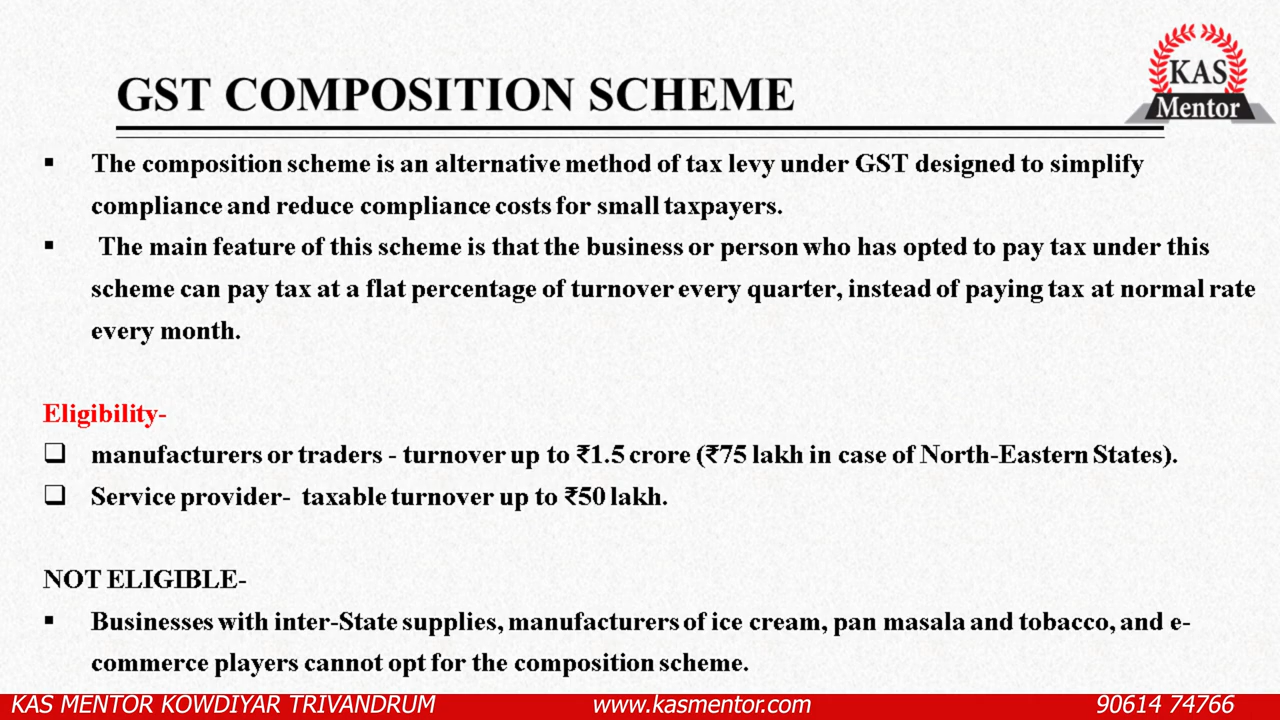 GST COMPOSITION SCHEME
KAS
Mentor
▪ The composition scheme is an alternative method of tax levy under GST designed to simplify
compliance and reduce compliance costs for small taxpayers.
▪ The main feature of this scheme is that the business or person who has opted to pay tax under this
scheme can pay tax at a flat percentage of turnover every quarter, instead of paying tax at normal rate
every month.
Eligibility-
❑ manufacturers or traders - turnover up to ₹1.5 crore (₹75 lakh in case of North-Eastern States).
❑ Service provider- taxable turnover up to ₹50 lakh.
NOT ELIGIBLE-
▪ Businesses with inter-State supplies, manufacturers of ice cream, pan masala and tobacco, and e-
commerce players cannot opt for the composition scheme.
KAS MENTOR KOWDIYAR TRIVANDRUM www.kasmentor.com 90614 74766